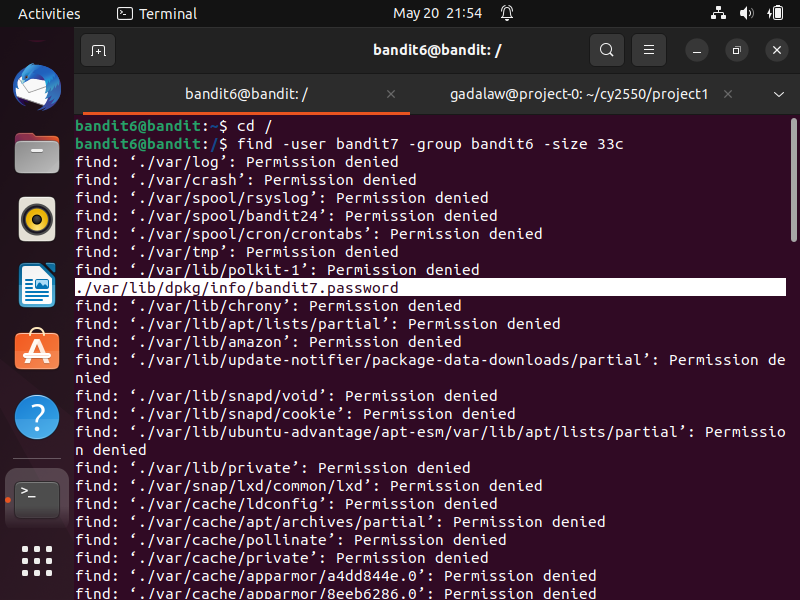 Activities
Terminal
May 20 21:54
bandit6@bandit: /
bandit6@bandit: /
gadalaw@project-0: ~/cy2550/project1
bandit6@bandit:~$ cd /
bandit6@bandit:/$ find -user bandit7 -group bandit6 -size 33c
find: ‘./var/log’: Permission denied
find: ‘./var/crash’: Permission denied
find: ‘./var/spool/rsyslog’: Permission denied
find: ‘./var/spool/bandit24’: Permission denied
find: ‘./var/spool/cron/crontabs’: Permission denied
find: ‘./var/tmp’: Permission denied
find: ‘./var/lib/polkit-1’: Permission denied
./var/lib/dpkg/info/bandit7.password
find: ‘./var/lib/chrony’: Permission denied
find: ‘./var/lib/apt/lists/partial’: Permission denied
find: ‘./var/lib/amazon’: Permission denied
find: ‘./var/lib/update-notifier/package-data-downloads/partial’: Permission de
nied
find: ‘./var/lib/snapd/void’: Permission denied
find: ‘./var/lib/snapd/cookie’: Permission denied
find: ‘./var/lib/ubuntu-advantage/apt-esm/var/lib/apt/lists/partial’: Permissio
n denied
find: ‘./var/lib/private’: Permission denied
find: ‘./var/snap/lxd/common/lxd’: Permission denied
find: ‘./var/cache/ldconfig’: Permission denied
find: ‘./var/cache/apt/archives/partial’: Permission denied
find: ‘./var/cache/pollinate’: Permission denied
find: ‘./var/cache/private’: Permission denied
find: ‘./var/cache/apparmor/a4dd844e.0’: Permission denied
find: ‘./var/cache/apparmor/8eeb6286.0’: Permission denied